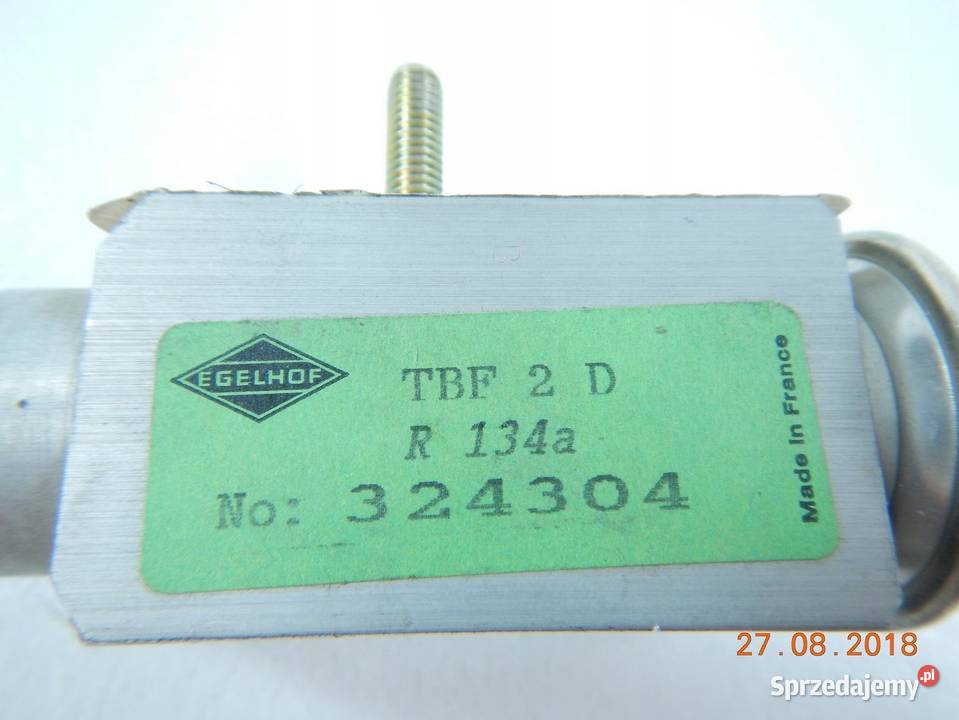 EGELHOF
TBF 2 D
R 134a
No: 324304
Made In France
27.08.2018
Sprzedajemy.pl